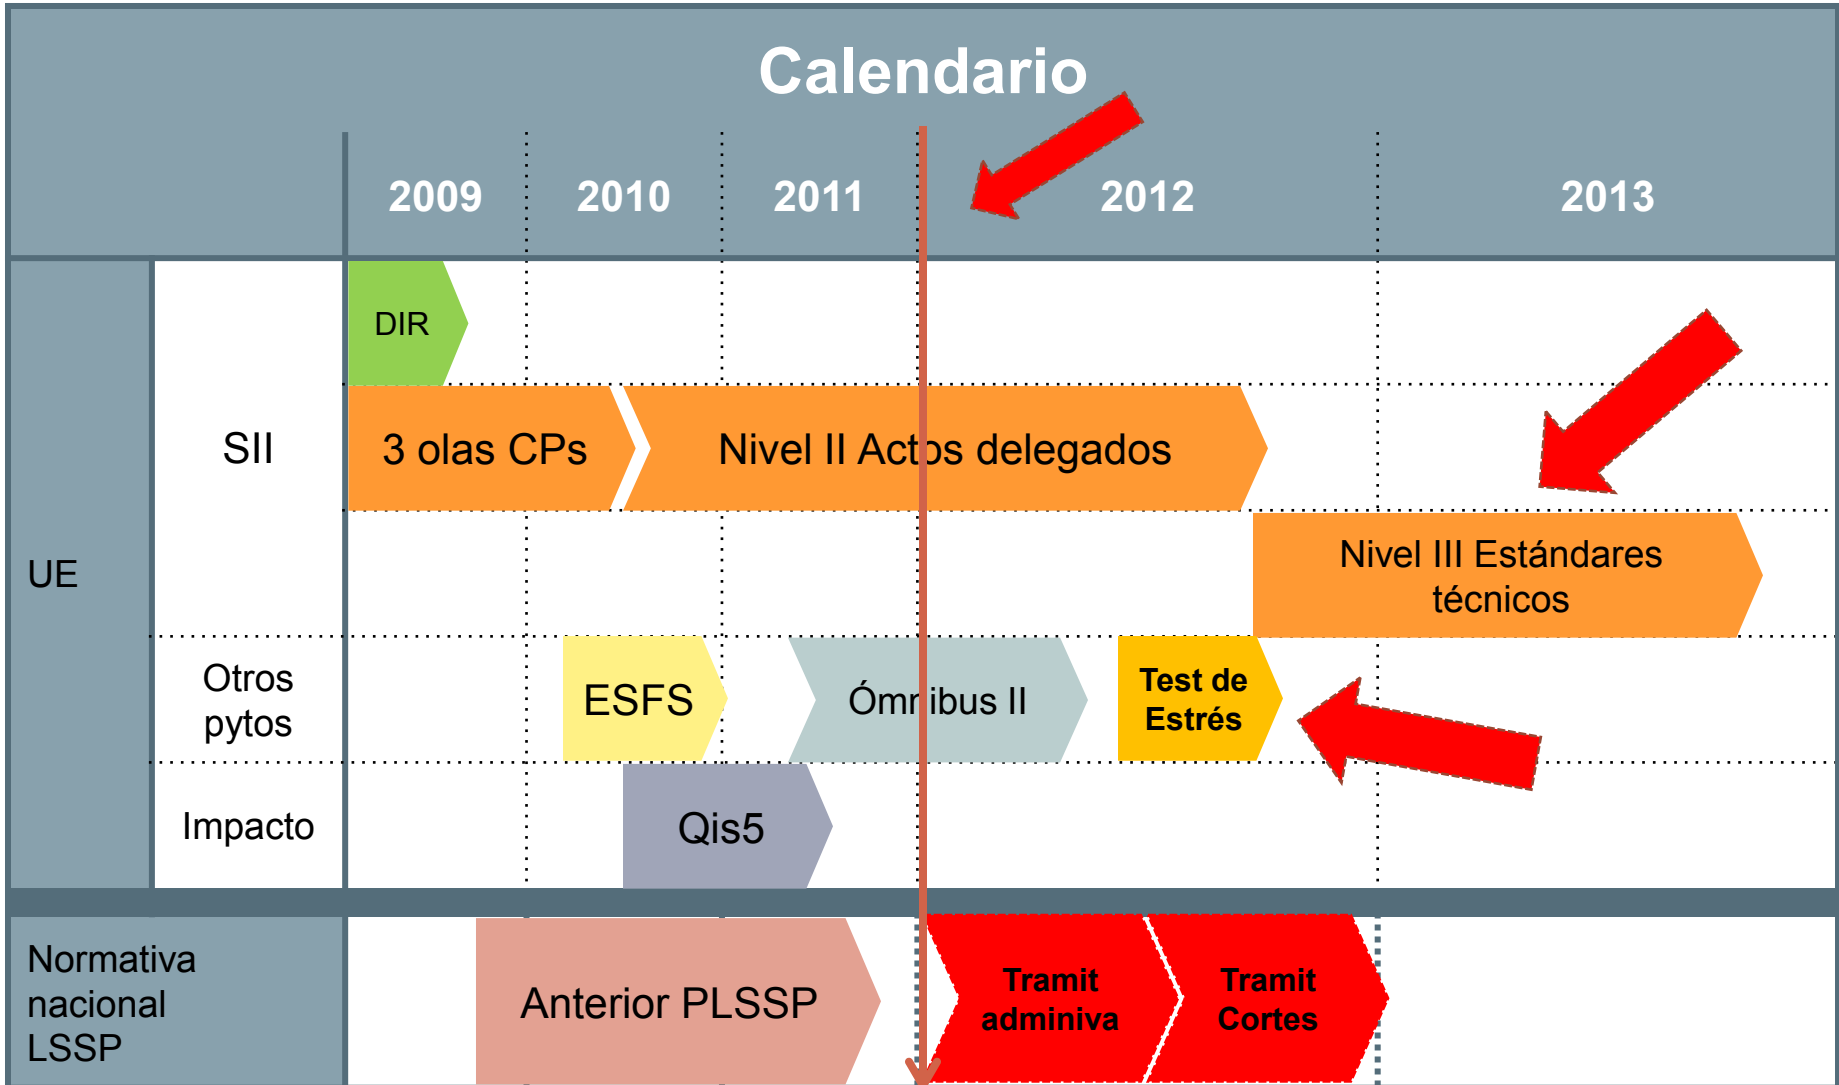 Calendario
2009
2010
2011
2012
2013
UE
SII
DIR
3 olas CPs
Nivel II Actos delegados
Nivel III Estándares
técnicos
Otros
pytos
ESFS
Ómnibus II
Test de
Estrés
Impacto
Qis5
Normativa
nacional
LSSP
Anterior PLSSP
Tramit
adminiva
Tramit
Cortes